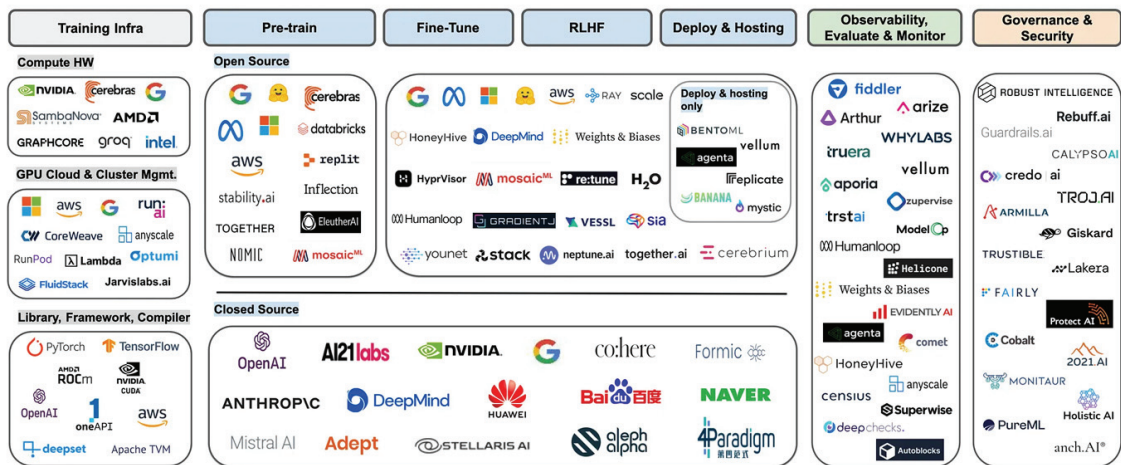 Training Infra
Pre-train
Fine-Tune
RLHF
Deploy & Hosting
Observability,
Evaluate & Monitor
Governance &
Security
Compute HW
NVIDIA.
cerebras
G
SambaNova
SYSTEMS
AMD
GRAPHCORE
groq
intel.
GPU Cloud & Cluster Mgmt.
aws
G
run:
ai
CoreWeave
anyscale
RunPod
Lambda
Optumi
FluidStack
Jarvislabs.ai
Library, Framework, Compiler
PyTorch
TensorFlow
AMD
ROCm
NVIDIA
CUDA
OpenAI
1
oneAPI
aws
deepset
Apache TVM
Open Source
G
cerebras
databricks
aws
replit
stability.ai
Inflection
TOGETHER
EleutherAI
NOMIC
mosaicML
G
aws
RAY
scale
HoneyHive
DeepMind
Weights & Biases
HyprVisor
mosaicML
re:tune
H2O
Humanloop
GRADIENTJ
VESSL
sia
younet
stack
neptune.ai
together.ai
cerebrium
Deploy & hosting
only
BENTOML
vellum
agenta
replicate
BANANA
mystic
Closed Source
OpenAI
AI21labs
NVIDIA.
G
co:here
Formic
ANTHROP\C
DeepMind
HUAWEI
Bai du 百度
NAVER
Mistral AI
Adept
STELLARIS AI
aleph
alpha
4Paradigm
第四范式
fiddler
arize
Arthur
WHYLABS
truera
vellum
aporia
zupervise
trstai
ModelOp
Humanloop
Helicone
Weights & Biases
EVIDENTLY AI
agenta
comet
HoneyHive
anyscale
censius
Superwise
deepchecks.
Autoblocks
ROBUST INTELLIGENCE
Rebuff.ai
Guardrails.ai
CALYPSOAI
credo ai
TROJ.AI
ARMILLA
Giskard
TRUSTIBLE
Lakera
FAIRLY
Protect AI
Cobalt
2021.AI
MONITAUR
Holistic AI
PureML
anch.AI®